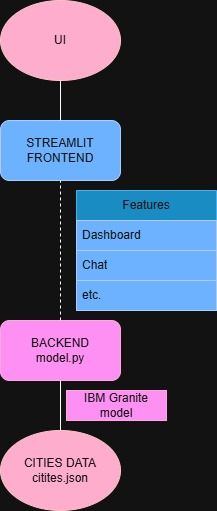 UI
STREAMLIT
FRONTEND
Features
Dashboard
Chat
etc.
BACKEND
model.py
IBM Granite
model
CITIES DATA
citites.json